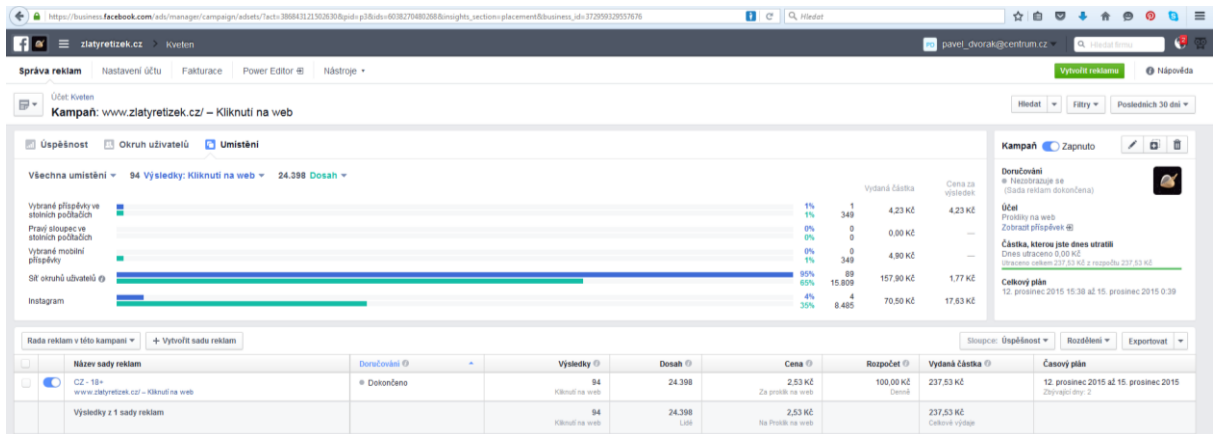 https://business.facebook.com/ads/manager/campaign/adsets/?act=386843121502630&pid=p3&ids=6038270480268&insights_section=placement&business_id=372959329557676
Hledat
zlatyretizek.cz > Kveten
PD pavel_dvorak@centrum.cz
Hledat firmu
2
Správa reklam Nastavení účtu Fakturace Power Editor Nástroje
Vytvořit reklamu Nápověda
Účet: Kveten
Kampaň: www.zlatyretizek.cz/ – Kliknutí na web
Hledat Filtry Posledních 30 dní
Úspěšnost Okruh uživatelů Umístění
Všechna umístění 94 Výsledky: Kliknutí na web 24.398 Dosah
Vydaná částka Cena za výsledek
Vybrané příspěvky ve stolních počítačích 1% 1 4,23 Kč 4,23 Kč
1% 349
Pravý sloupec ve stolních počítačích 0% 0 0,00 Kč —
0% 0
Vybrané mobilní příspěvky 0% 0 4,90 Kč —
1% 349
Síť okruhů uživatelů 95% 89 157,90 Kč 1,77 Kč
65% 15.809
Instagram 4% 4 70,50 Kč 17,63 Kč
35% 8.485
Kampaň Zapnuto
Doručování
Nezobrazuje se
(Sada reklam dokončena)
Účel
Prokliky na web
Zobrazit příspěvek
Částka, kterou jste dnes utratili
Dnes utraceno 0,00 Kč
Utraceno celkem 237,53 Kč z rozpočtu 237,53 Kč
Celkový plán
12. prosinec 2015 15:38 až 15. prosinec 2015 0:39
Řada reklam v této kampani + Vytvořit sadu reklam
Sloupce: Úspěšnost Rozdělení Exportovat
Název sady reklam Doručování Výsledky Dosah Cena Rozpočet Vydaná částka Časový plán
CZ - 18+ Dokončeno 94 24.398 2,53 Kč 100,00 Kč 237,53 Kč 12. prosinec 2015 až 15. prosinec 2015
www.zlatyretizek.cz/ – Kliknutí na web Kliknutí na web Za proklik na web Denně Zbývající dny: 2
Výsledky z 1 sady reklam 94 24.398 2,53 Kč 237,53 Kč
Kliknutí na web Lidé Na Proklik na web Celkové výdaje